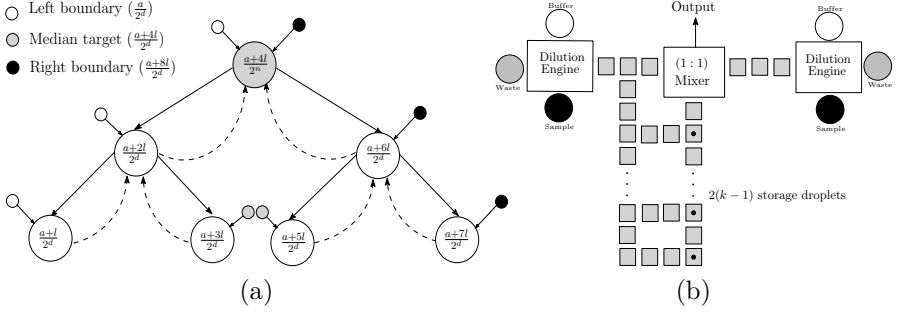 Left boundary (a/2^d)
Median target (a+4l/2^d)
Right boundary (a+8l/2^d)
a+4l/2^n
a+2l/2^d
a+6l/2^d
a+l/2^d
a+3l/2^d
a+5l/2^d
a+7l/2^d
(a)
Buffer
Output
Buffer
Dilution
Engine
(1 : 1)
Mixer
Dilution
Engine
Waste
Waste
Sample
Sample
2(k − 1) storage droplets
(b)